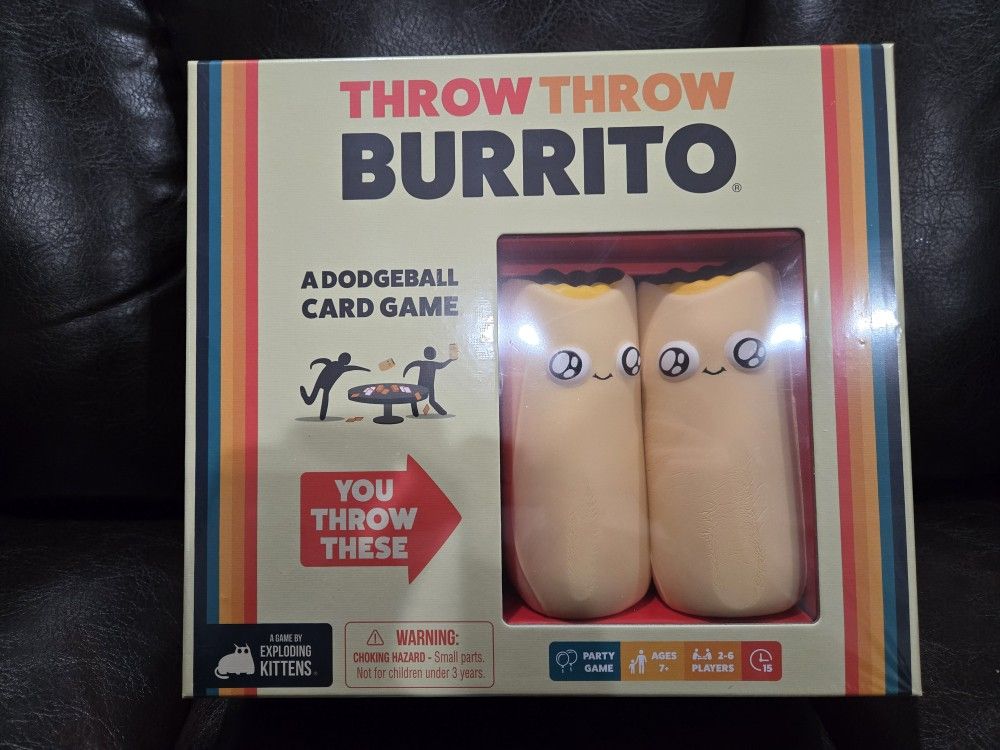 THROW THROW
BURRITO®
A DODGEBALL
CARD GAME
YOU
THROW
THESE
A GAME BY
EXPLODING
KITTENS
WARNING:
CHOKING HAZARD - Small parts.
Not for children under 3 years.
PARTY
GAME
AGES
7+
2-6
PLAYERS
15